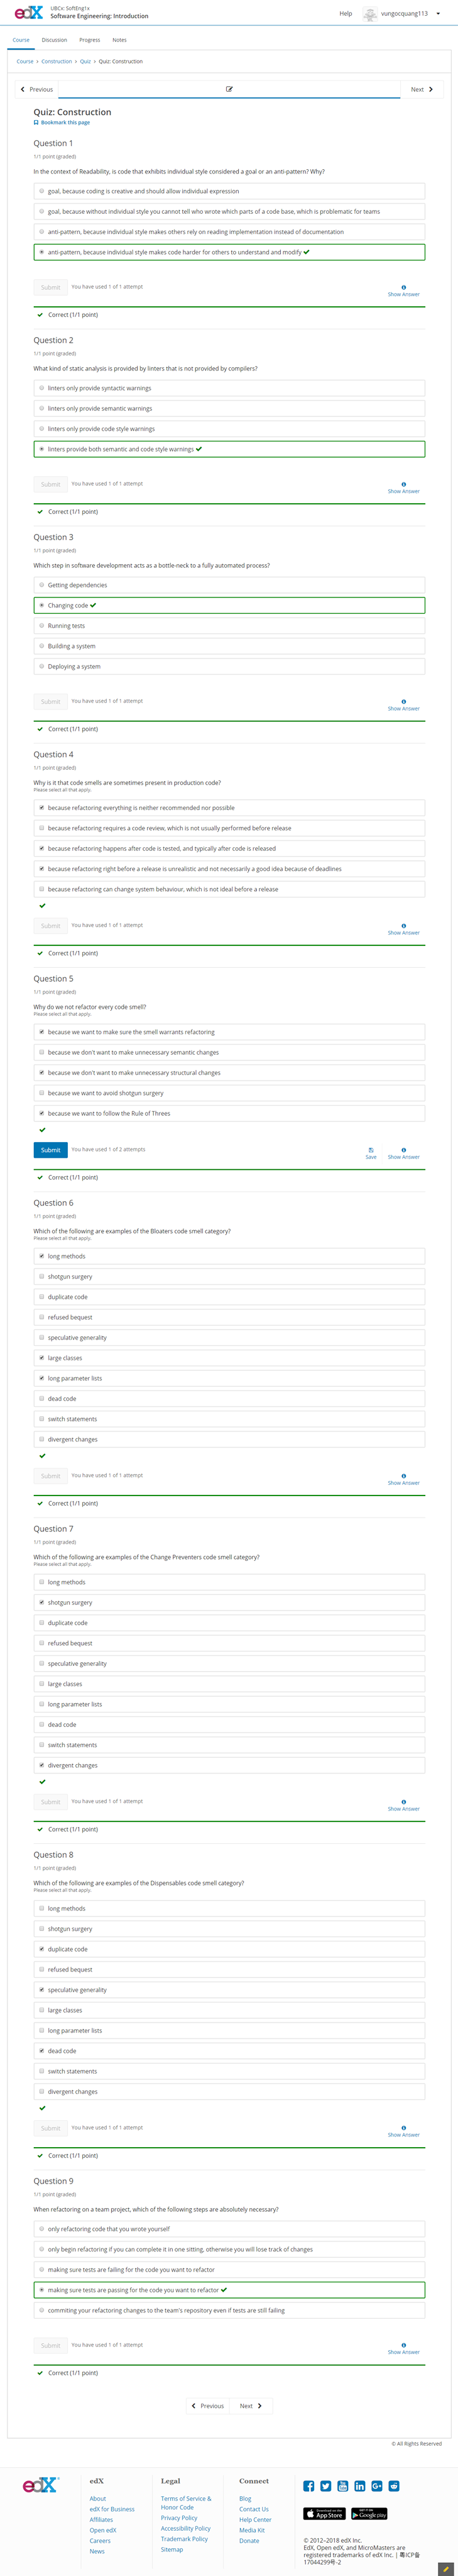 edX
UBCx: SoftEng1x
Software Engineering: Introduction
Help
vungocquang113
Course
Discussion
Progress
Notes
Course › Construction › Quiz › Quiz: Construction
Previous
Next
Quiz: Construction
Bookmark this page
Question 1
1/1 point (graded)
In the context of Readability, is code that exhibits individual style considered a goal or an anti-pattern? Why?
goal, because coding is creative and should allow individual expression
goal, because without individual style you cannot tell who wrote which parts of a code base, which is problematic for teams
anti-pattern, because individual style makes others rely on reading implementation instead of documentation
anti-pattern, because individual style makes code harder for others to understand and modify
Submit
You have used 1 of 1 attempt
Show Answer
Correct (1/1 point)
Question 2
1/1 point (graded)
What kind of static analysis is provided by linters that is not provided by compilers?
linters only provide syntactic warnings
linters only provide semantic warnings
linters only provide code style warnings
linters provide both semantic and code style warnings
Submit
You have used 1 of 1 attempt
Show Answer
Correct (1/1 point)
Question 3
1/1 point (graded)
Which step in software development acts as a bottle-neck to a fully automated process?
Getting dependencies
Changing code
Running tests
Building a system
Deploying a system
Submit
You have used 1 of 1 attempt
Show Answer
Correct (1/1 point)
Question 4
1/1 point (graded)
Why is it that code smells are sometimes present in production code?
Please select all that apply.
because refactoring everything is neither recommended nor possible
because refactoring requires a code review, which is not usually performed before release
because refactoring happens after code is tested, and typically after code is released
because refactoring right before a release is unrealistic and not necessarily a good idea because of deadlines
because refactoring can change system behaviour, which is not ideal before a release
Submit
You have used 1 of 1 attempt
Show Answer
Correct (1/1 point)
Question 5
1/1 point (graded)
Why do we not refactor every code smell?
Please select all that apply.
because we want to make sure the smell warrants refactoring
because we don't want to make unnecessary semantic changes
because we don't want to make unnecessary structural changes
because we want to avoid shotgun surgery
because we want to follow the Rule of Threes
Submit
You have used 1 of 2 attempts
Save
Show Answer
Correct (1/1 point)
Question 6
1/1 point (graded)
Which of the following are examples of the Bloaters code smell category?
Please select all that apply.
long methods
shotgun surgery
duplicate code
refused bequest
speculative generality
large classes
long parameter lists
dead code
switch statements
divergent changes
Submit
You have used 1 of 1 attempt
Show Answer
Correct (1/1 point)
Question 7
1/1 point (graded)
Which of the following are examples of the Change Preventers code smell category?
Please select all that apply.
long methods
shotgun surgery
duplicate code
refused bequest
speculative generality
large classes
long parameter lists
dead code
switch statements
divergent changes
Submit
You have used 1 of 1 attempt
Show Answer
Correct (1/1 point)
Question 8
1/1 point (graded)
Which of the following are examples of the Dispensables code smell category?
Please select all that apply.
long methods
shotgun surgery
duplicate code
refused bequest
speculative generality
large classes
long parameter lists
dead code
switch statements
divergent changes
Submit
You have used 1 of 1 attempt
Show Answer
Correct (1/1 point)
Question 9
1/1 point (graded)
When refactoring on a team project, which of the following steps are absolutely necessary?
only refactoring code that you wrote yourself
only begin refactoring if you can complete it in one sitting, otherwise you will lose track of changes
making sure tests are failing for the code you want to refactor
making sure tests are passing for the code you want to refactor
commiting your refactoring changes to the team's repository even if tests are still failing
Submit
You have used 1 of 1 attempt
Show Answer
Correct (1/1 point)
Previous
Next
© All Rights Reserved
edX
edX
About
edX for Business
Affiliates
Open edX
Careers
News
Legal
Terms of Service &
Honor Code
Privacy Policy
Accessibility Policy
Trademark Policy
Sitemap
Connect
Blog
Contact Us
Help Center
Media Kit
Donate
App Store
Google play
© 2012–2018 edX Inc.
EdX, Open edX, and MicroMasters are
registered trademarks of edX Inc. | 粤ICP备
17044299号-2